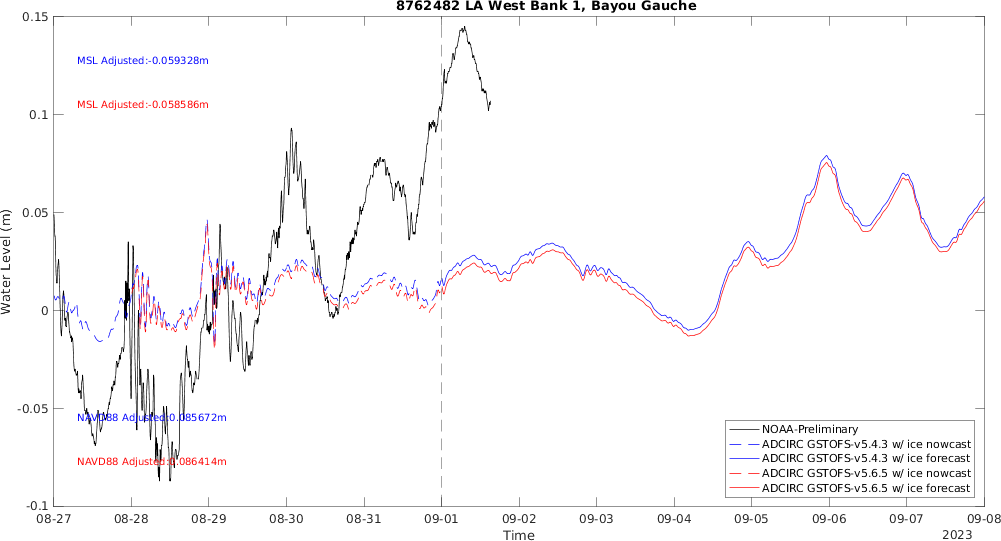 8762482 LA West Bank 1, Bayou Gauche
0.15
0.1
0.05
0
-0.05
-0.1
Water Level (m)
MSL Adjusted:-0.059328m
MSL Adjusted:-0.058586m
NAVD88 Adjusted:0.085672m
NAVD88 Adjusted:0.086414m
NOAA-Preliminary
ADCIRC GSTOFS-v5.4.3 w/ ice nowcast
ADCIRC GSTOFS-v5.4.3 w/ ice forecast
ADCIRC GSTOFS-v5.6.5 w/ ice nowcast
ADCIRC GSTOFS-v5.6.5 w/ ice forecast
08-27 08-28 08-29 08-30 08-31 09-01 09-02 09-03 09-04 09-05 09-06 09-07 09-08
Time
2023